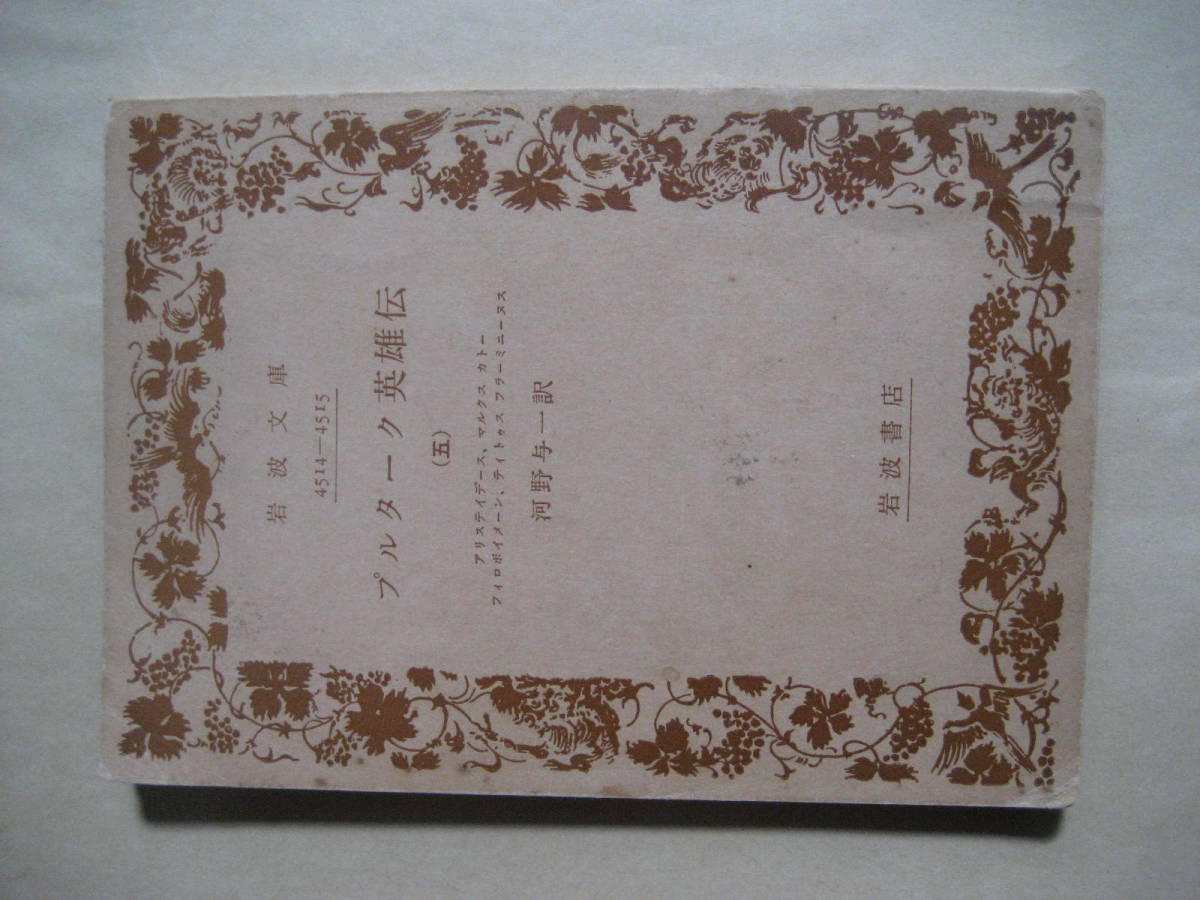 岩波文庫
4514—4515
プルターク英雄伝
(五)
アリステイデース、マルクス カトー
フィロポイメーン、ティトゥス フラーミニーヌス
河野与一訳
岩波書店